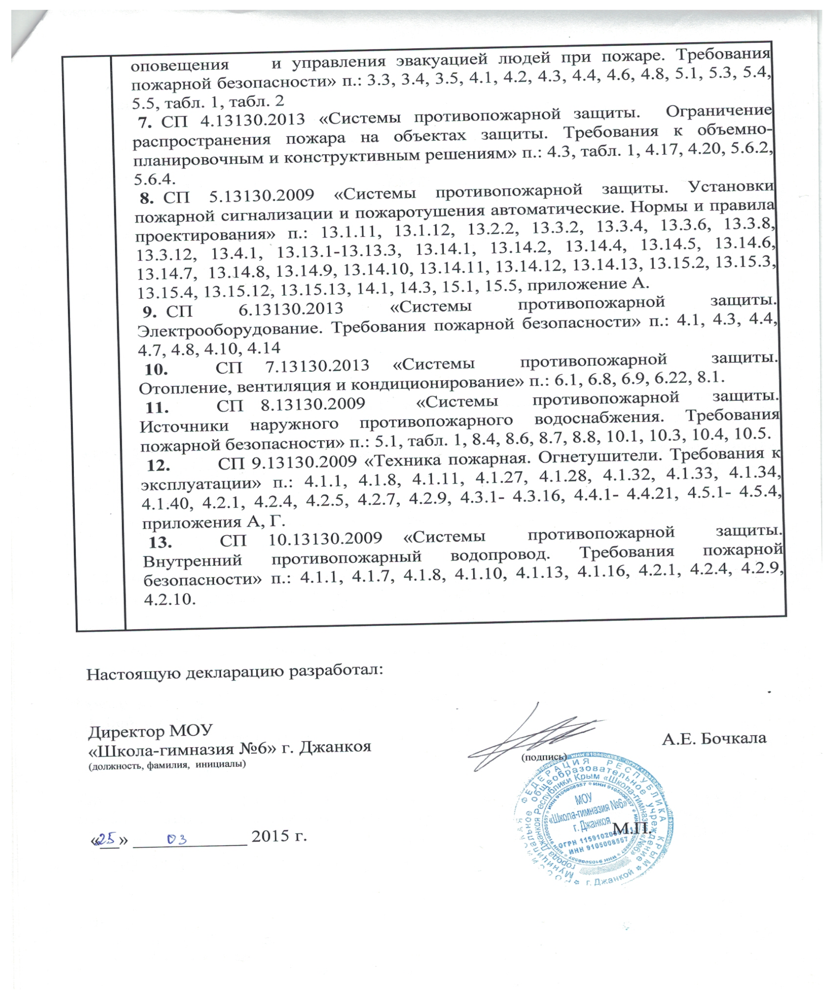 оповещения и управления эвакуацией людей при пожаре. Требования
пожарной безопасности» п.: 3.3, 3.4, 3.5, 4.1, 4.2, 4.3, 4.4, 4.6, 4.8, 5.1, 5.3, 5.4,
5.5, табл. 1, табл. 2
7. СП 4.13130.2013 «Системы противопожарной защиты. Ограничение
распространения пожара на объектах защиты. Требования к объемно-
планировочным и конструктивным решениям» п.: 4.3, табл. 1, 4.17, 4.20, 5.6.2,
5.6.4.
8. СП 5.13130.2009 «Системы противопожарной защиты. Установки
пожарной сигнализации и пожаротушения автоматические. Нормы и правила
проектирования» п.: 13.1.11, 13.1.12, 13.2.2, 13.3.2, 13.3.4, 13.3.6, 13.3.8,
13.3.12, 13.4.1, 13.13.1-13.13.3, 13.14.1, 13.14.2, 13.14.4, 13.14.5, 13.14.6,
13.14.7, 13.14.8, 13.14.9, 13.14.10, 13.14.11, 13.14.12, 13.14.13, 13.15.2, 13.15.3,
13.15.4, 13.15.12, 13.15.13, 14.1, 14.3, 15.1, 15.5, приложение А.
9. СП 6.13130.2013 «Системы противопожарной защиты.
Электрооборудование. Требования пожарной безопасности» п.: 4.1, 4.3, 4.4,
4.7, 4.8, 4.10, 4.14
10. СП 7.13130.2013 «Системы противопожарной защиты.
Отопление, вентиляция и кондиционирование» п.: 6.1, 6.8, 6.9, 6.22, 8.1.
11. СП 8.13130.2009 «Системы противопожарной защиты.
Источники наружного противопожарного водоснабжения. Требования
пожарной безопасности» п.: 5.1, табл. 1, 8.4, 8.6, 8.7, 8.8, 10.1, 10.3, 10.4, 10.5.
12. СП 9.13130.2009 «Техника пожарная. Огнетушители. Требования к
эксплуатации» п.: 4.1.1, 4.1.8, 4.1.11, 4.1.27, 4.1.28, 4.1.32, 4.1.33, 4.1.34,
4.1.40, 4.2.1, 4.2.4, 4.2.5, 4.2.7, 4.2.9, 4.3.1- 4.3.16, 4.4.1- 4.4.21, 4.5.1- 4.5.4,
приложения А, Г.
13. СП 10.13130.2009 «Системы противопожарной защиты.
Внутренний противопожарный водопровод. Требования пожарной
безопасности» п.: 4.1.1, 4.1.7, 4.1.8, 4.1.10, 4.1.13, 4.1.16, 4.2.1, 4.2.4, 4.2.9,
4.2.10.
Настоящую декларацию разработал:
Директор МОУ
«Школа-гимназия №6» г. Джанкоя
А.Е. Бочкала
(должность, фамилия, инициалы)
(подпись)
ФЕДЕРАЦИЯ РЕСПУБЛИКА КРЫМ
Муниципальное общеобразовательное учреждение
города Джанкоя Республики Крым «Школа-гимназия №6»
ИНН 9105008557 * ИНН 9105008557
МОУ
«Школа-гимназия №6»
г. Джанкоя
М.П.
ОГРН
ИНН 9105008557
г. Джанкой
«25» 03 2015 г.